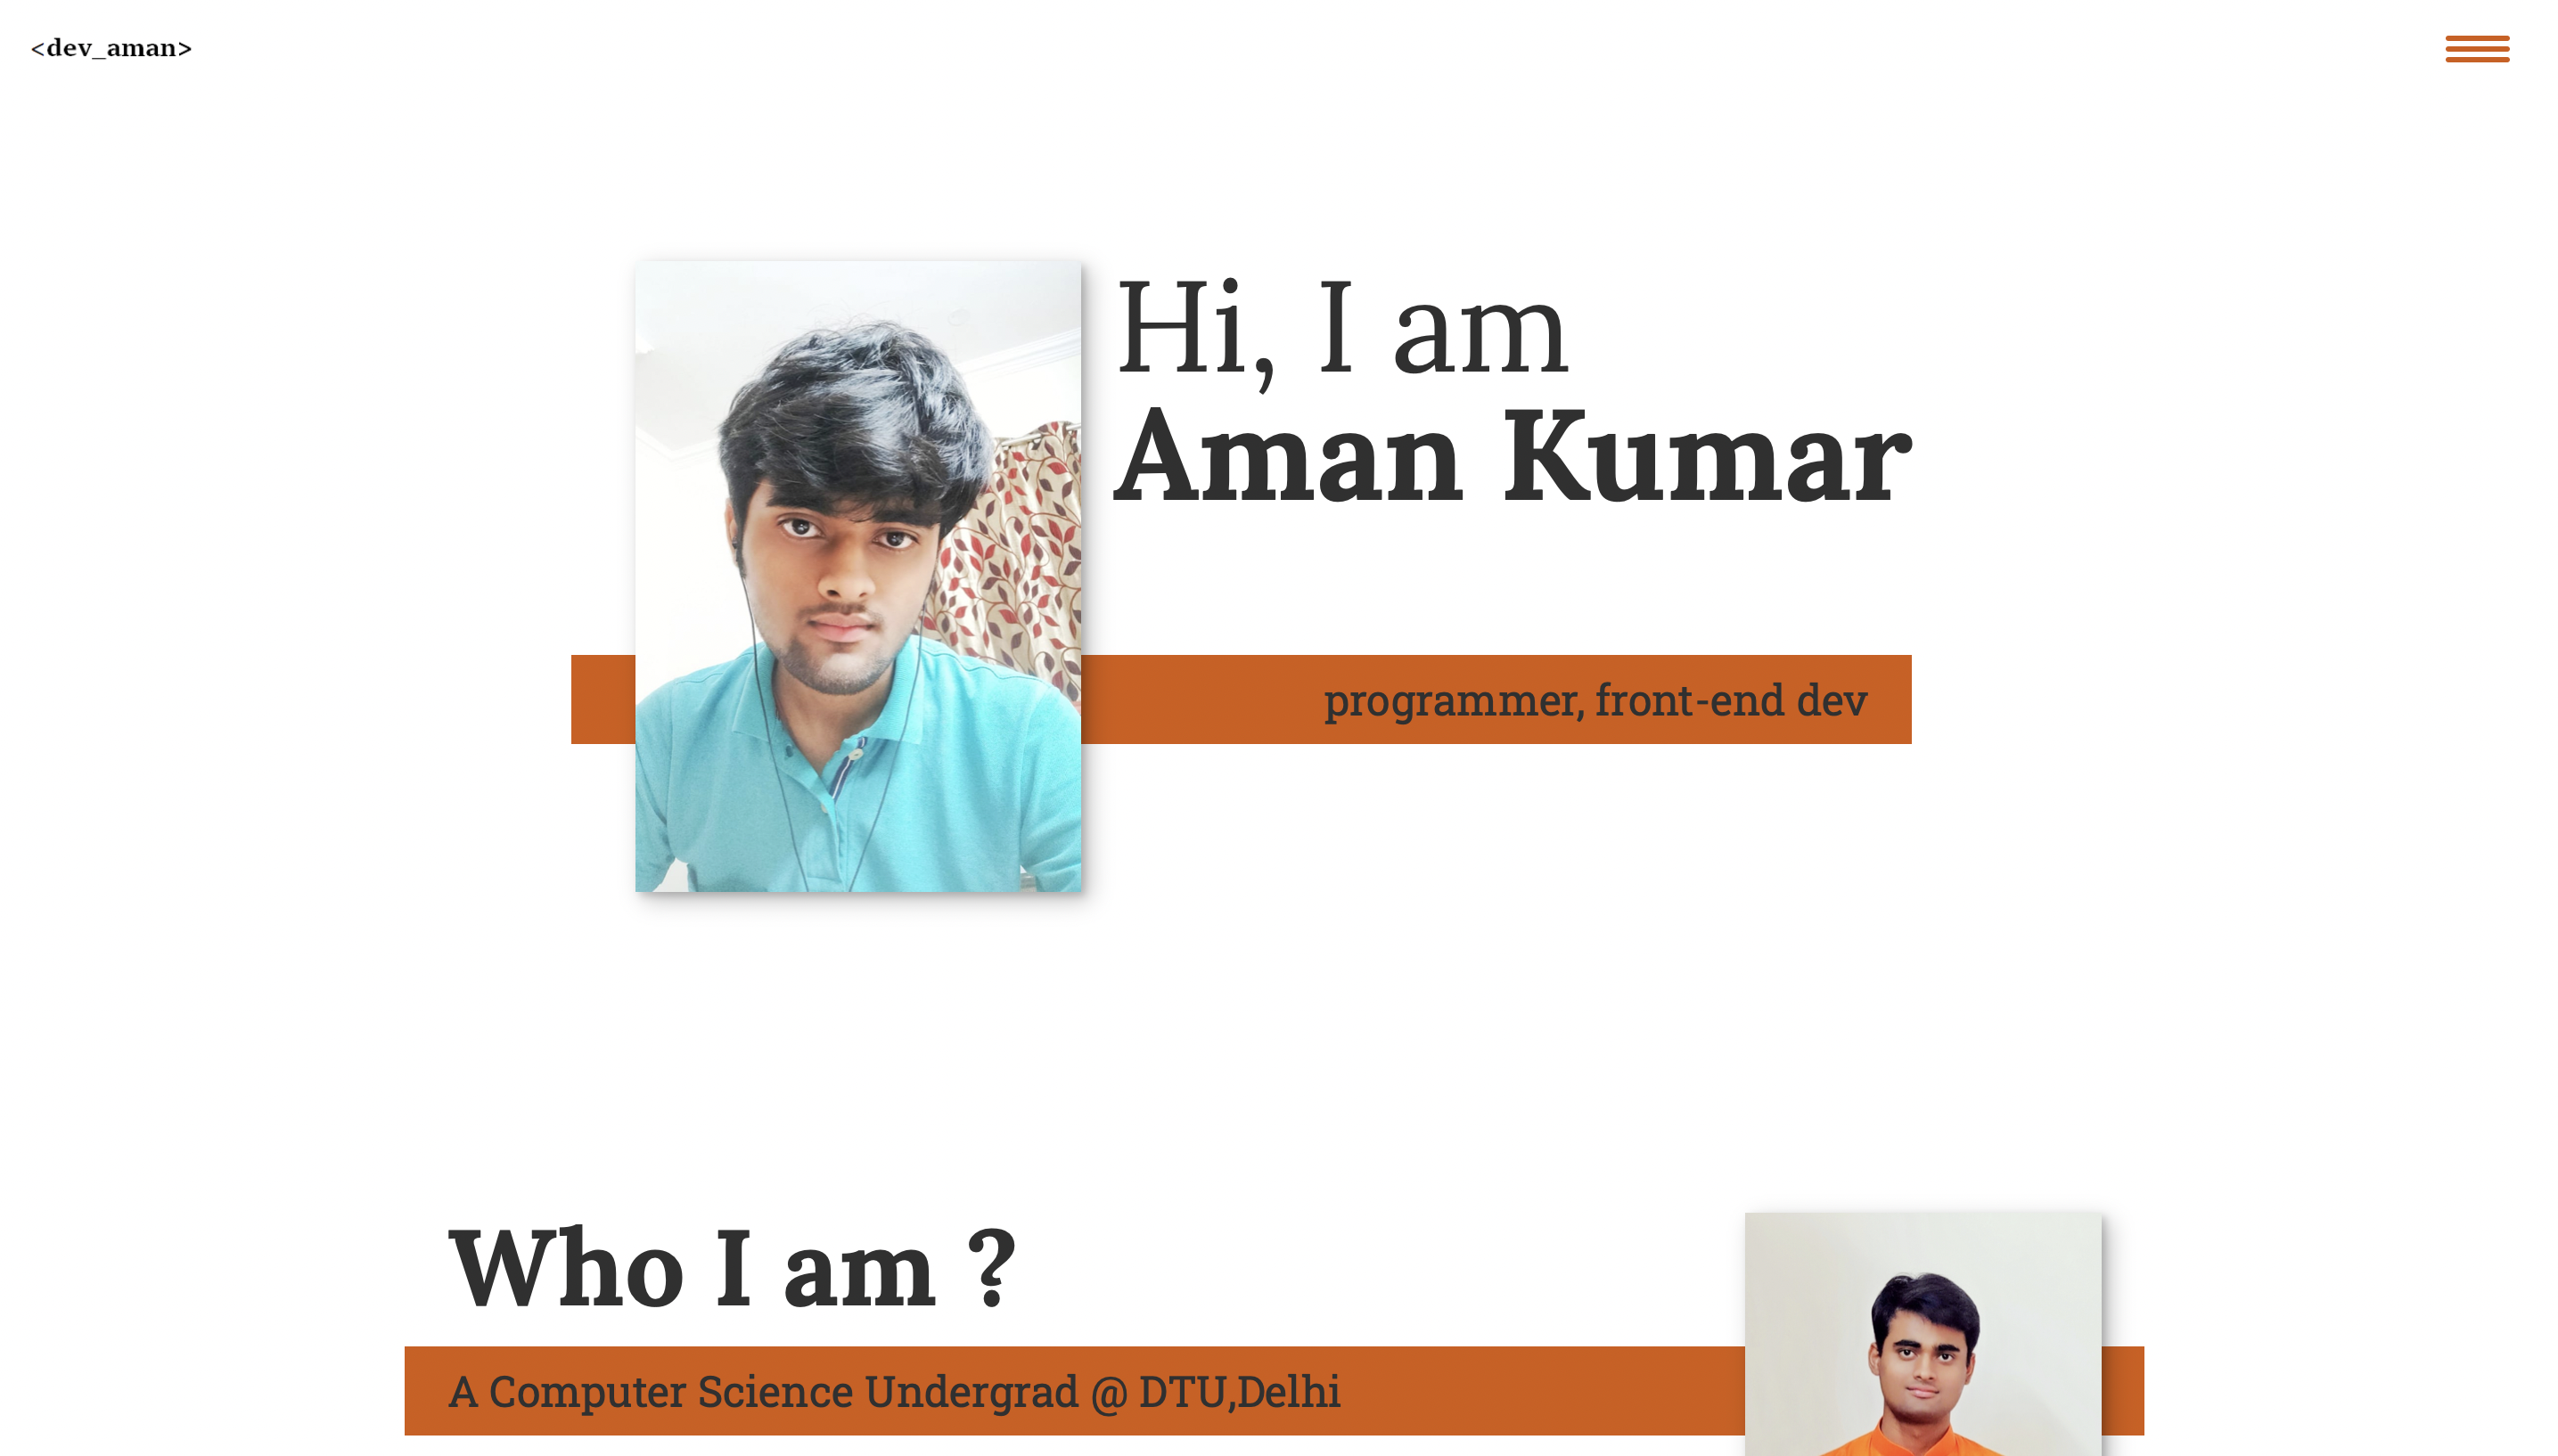 <dev_aman>
Hi, I am
Aman Kumar
programmer, front-end dev
Who I am ?
A Computer Science Undergrad @ DTU,Delhi